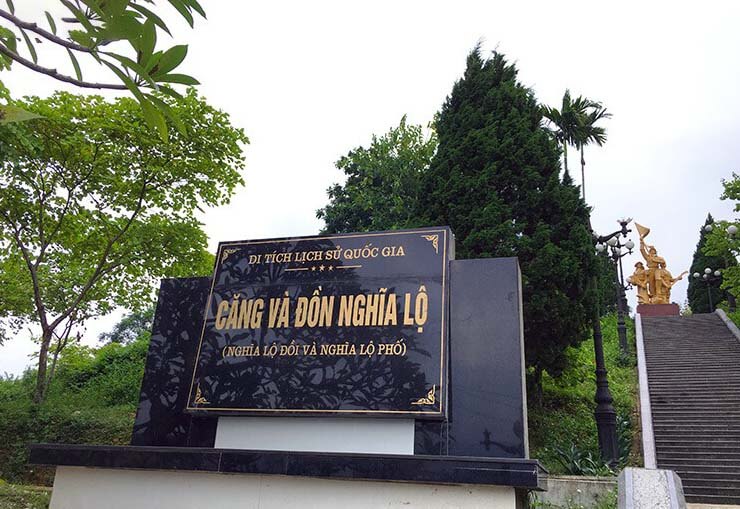 DI TÍCH LỊCH SỬ QUỐC GIA
CĂNG VÀ ĐỒN NGHĨA LỘ
(NGHĨA LỘ ĐỒI VÀ NGHĨA LỘ PHỐ)